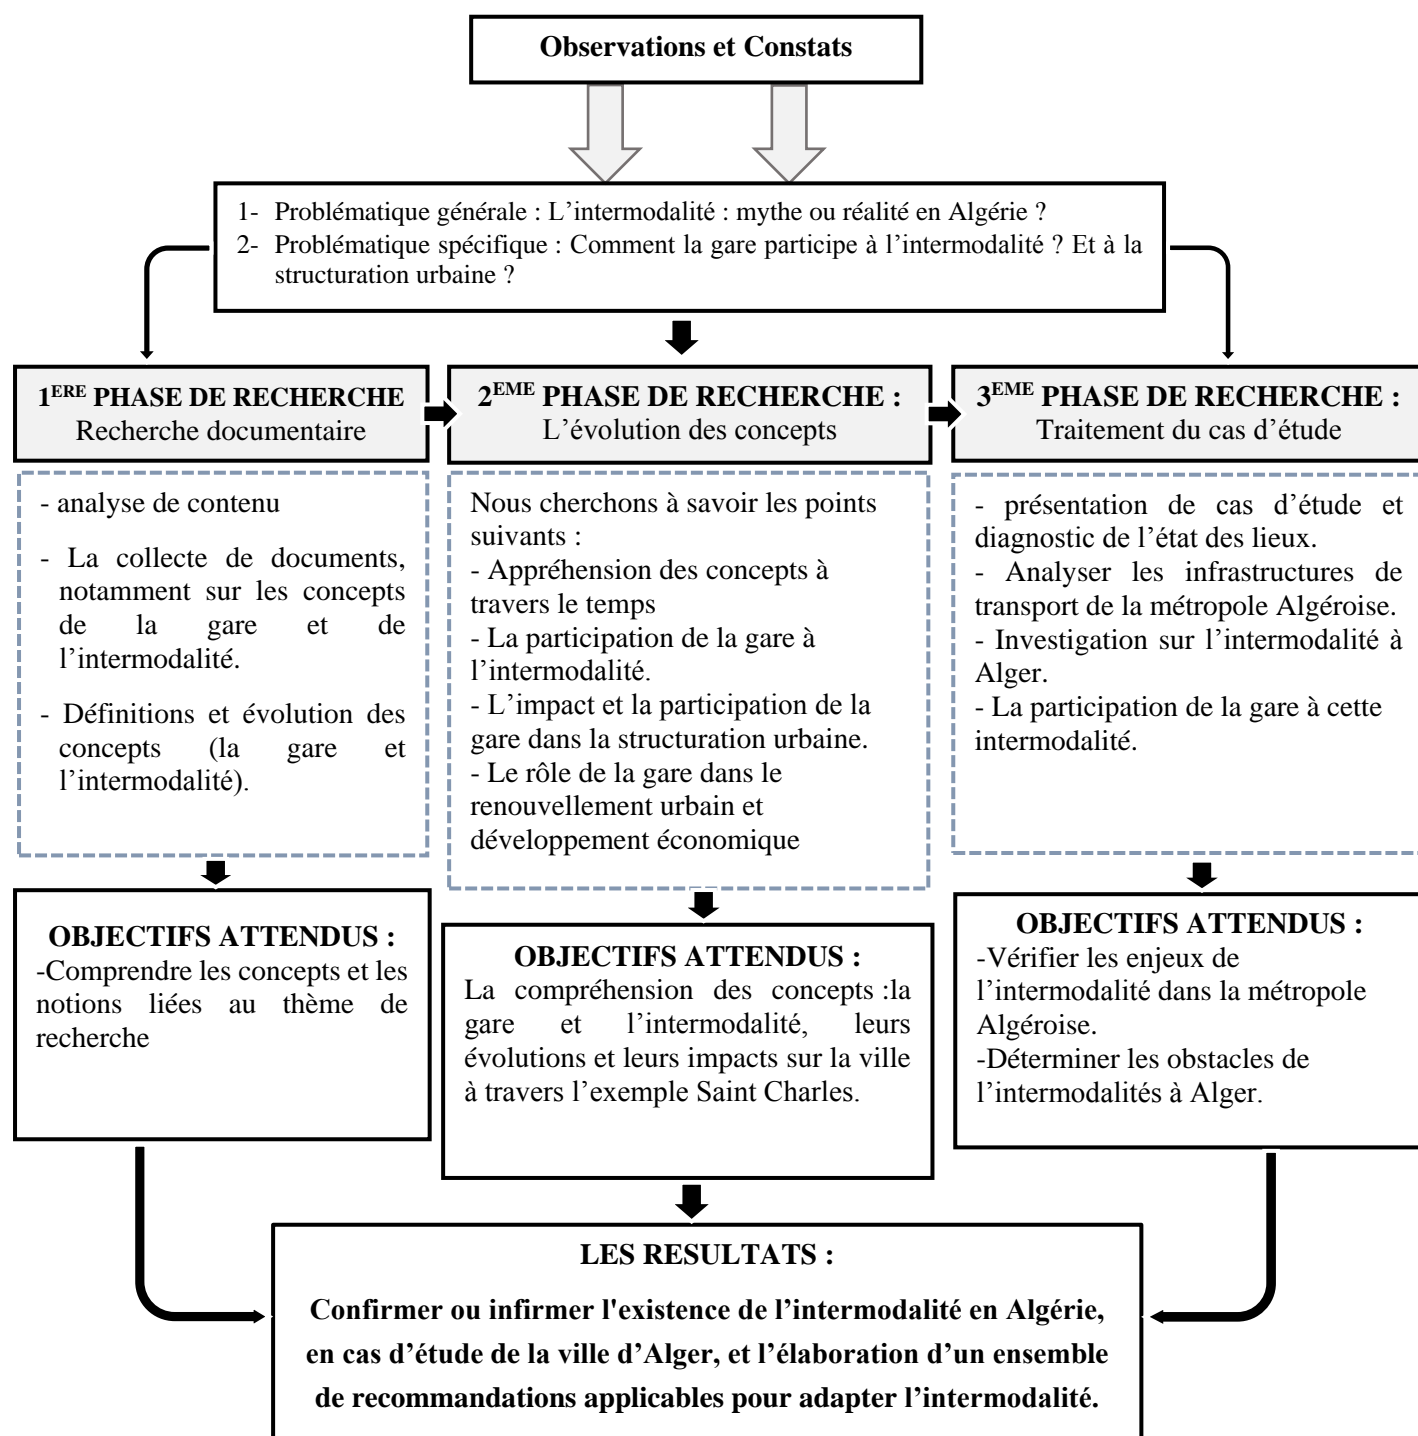 Observations et Constats
1- Problématique générale : L’intermodalité : mythe ou réalité en Algérie ?
2- Problématique spécifique : Comment la gare participe à l’intermodalité ? Et à la
structuration urbaine ?
1ERE PHASE DE RECHERCHE
Recherche documentaire
2EME PHASE DE RECHERCHE :
L’évolution des concepts
3EME PHASE DE RECHERCHE :
Traitement du cas d’étude
- analyse de contenu
- La collecte de documents,
notamment sur les concepts
de la gare et de
l’intermodalité.
- Définitions et évolution des
concepts (la gare et
l’intermodalité).
Nous cherchons à savoir les points
suivants :
- Appréhension des concepts à
travers le temps
- La participation de la gare à
l’intermodalité.
- L’impact et la participation de la
gare dans la structuration urbaine.
- Le rôle de la gare dans le
renouvellement urbain et
développement économique
- présentation de cas d’étude et
diagnostic de l’état des lieux.
- Analyser les infrastructures de
transport de la métropole Algéroise.
- Investigation sur l’intermodalité à
Alger.
- La participation de la gare à cette
intermodalité.
OBJECTIFS ATTENDUS :
-Comprendre les concepts et les
notions liées au thème de
recherche
OBJECTIFS ATTENDUS :
La compréhension des concepts :la
gare et l’intermodalité, leurs
évolutions et leurs impacts sur la ville
à travers l’exemple Saint Charles.
OBJECTIFS ATTENDUS :
-Vérifier les enjeux de
l’intermodalité dans la métropole
Algéroise.
-Déterminer les obstacles de
l’intermodalités à Alger.
LES RESULTATS :
Confirmer ou infirmer l'existence de l’intermodalité en Algérie,
en cas d’étude de la ville d’Alger, et l’élaboration d’un ensemble
de recommandations applicables pour adapter l’intermodalité.